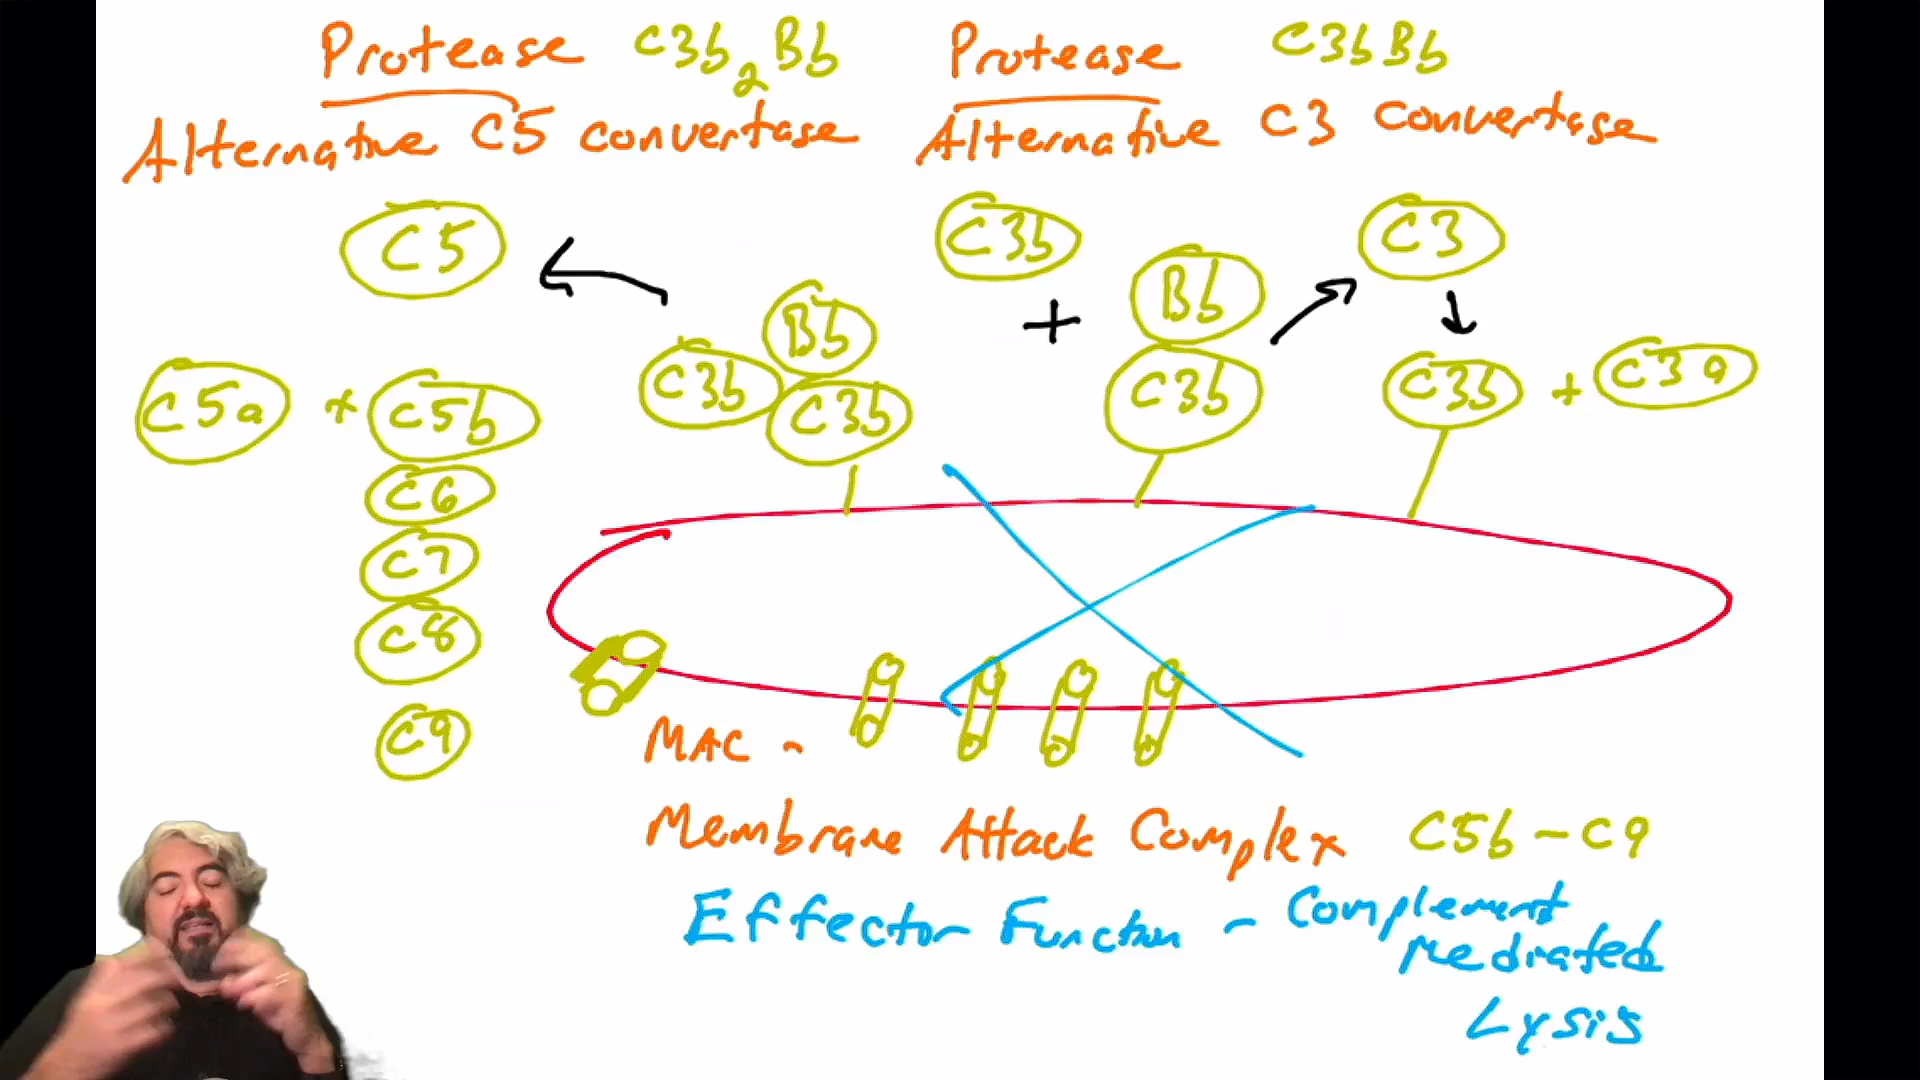 Protease C3b2Bb
Alternative C5 convertase
Protease C3bBb
Alternative C3 convertase
C5
C5a + C5b
C6
C7
C8
C9
Bb
C3b C3b
C3b
+
Bb
C3b
C3
C3b + C3a
MAC -
Membrane Attack Complex C5b-C9
Effector Function - Complement
Mediated
Lysis